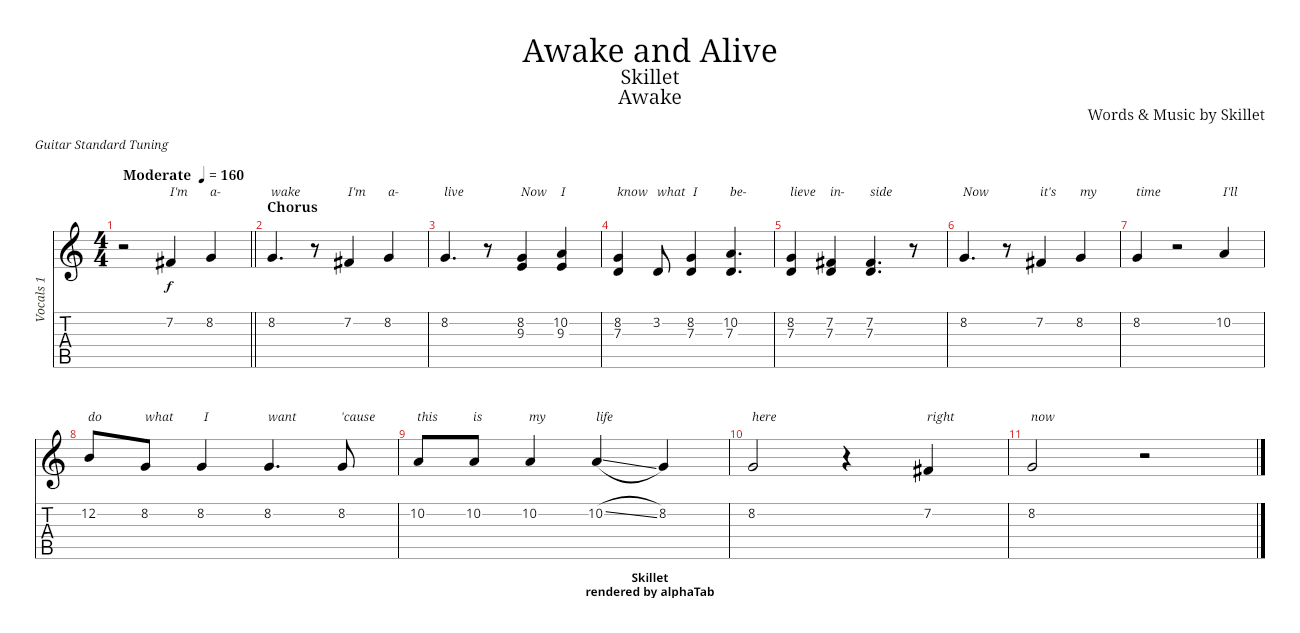 Awake and Alive
Skillet
Awake
Words & Music by Skillet
Guitar Standard Tuning
Moderate ♩ = 160
I'm a- wake I'm a- live Now I know what I be- lieve in- side Now it's my time I'll
Chorus
1 2 3 4 5 6 7
4
4
f
Vocals 1
T 7 8 8 7 8 8 8 10 8 3 8 10 8 7 7 8 7 8 8 10
A 9 9 7 7 7 7 7 7
B
do what I want 'cause this is my life here right now
8 9 10 11
T 12 8 8 8 8 10 10 10 10 8 8 7 8
A
B
Skillet
rendered by alphaTab